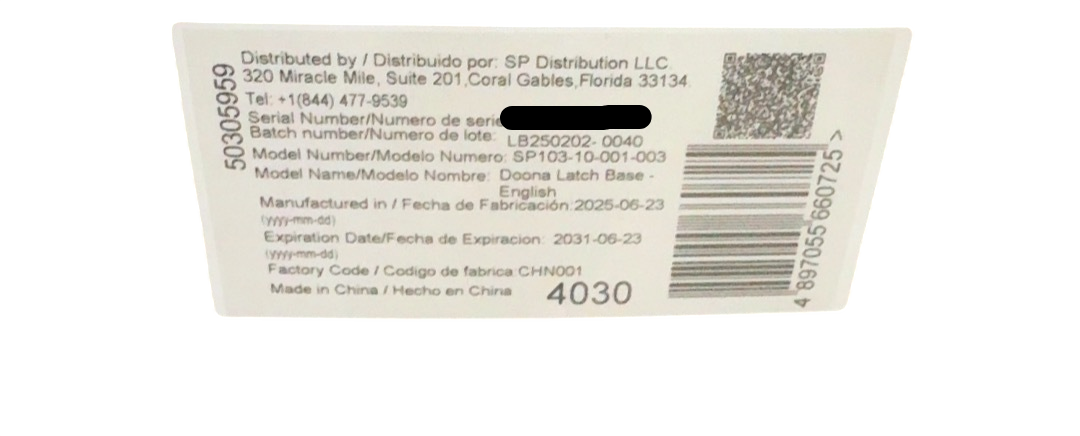 Distributed by / Distribuido por: SP Distribution LLC
320 Miracle Mile, Suite 201,Coral Gables,Florida 33134
Tel: +1(844) 477-9539
Serial Number/Numero de serie
Batch number/Numero de lote: LB250202- 0040
Model Number/Modelo Numero: SP103-10-001-003
Model Name/Modelo Nombre: Doona Latch Base -
English
Manufactured in / Fecha de Fabricación:2025-06-23
(yyyy-mm-dd)
Expiration Date/Fecha de Expiracion: 2031-06-23
(yyyy-mm-dd)
Factory Code / Codigo de fabrica:CHN001
Made in China / Hecho en China 4030
50305959
4 897055 660725 >